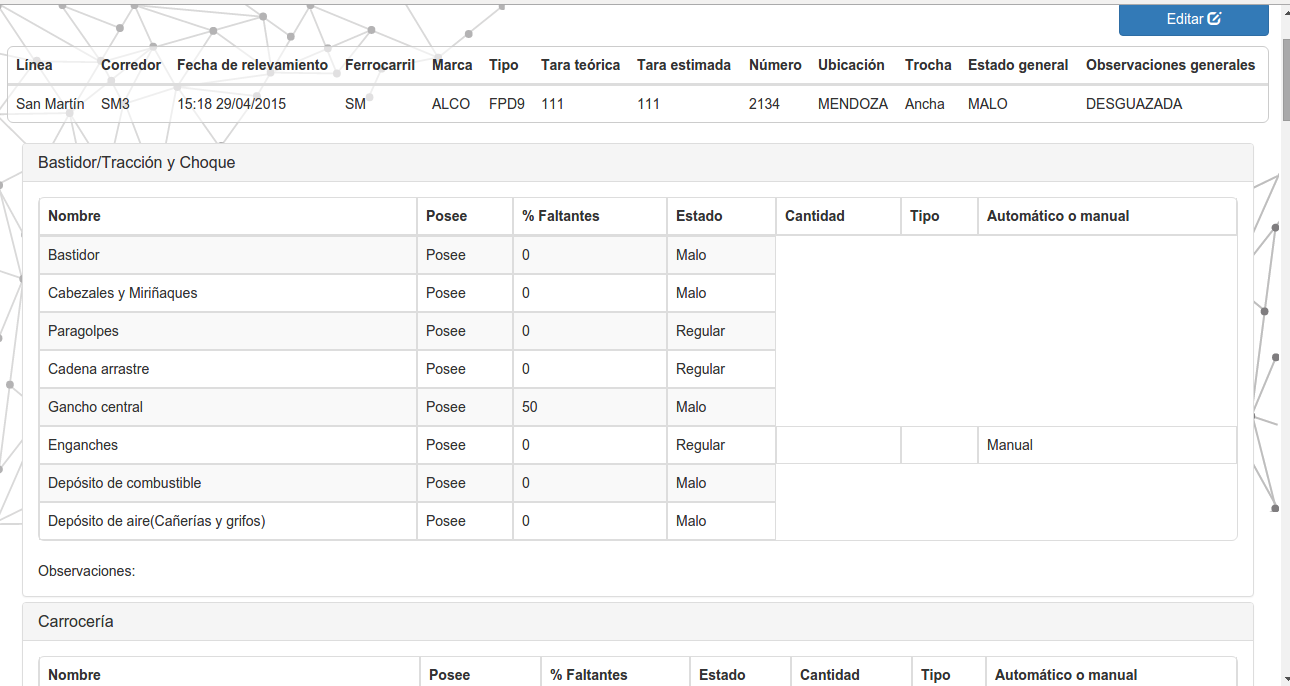 Editar
Línea Corredor Fecha de relevamiento Ferrocarril Marca Tipo Tara teórica Tara estimada Número Ubicación Trocha Estado general Observaciones generales
San Martín SM3 15:18 29/04/2015 SM ALCO FPD9 111 111 2134 MENDOZA Ancha MALO DESGUAZADA
Bastidor/Tracción y Choque
Nombre Posee % Faltantes Estado Cantidad Tipo Automático o manual
Bastidor Posee 0 Malo
Cabezales y Miriñaques Posee 0 Malo
Paragolpes Posee 0 Regular
Cadena arrastre Posee 0 Regular
Gancho central Posee 50 Malo
Enganches Posee 0 Regular Manual
Depósito de combustible Posee 0 Malo
Depósito de aire(Cañerías y grifos) Posee 0 Malo
Observaciones:
Carrocería
Nombre Posee % Faltantes Estado Cantidad Tipo Automático o manual